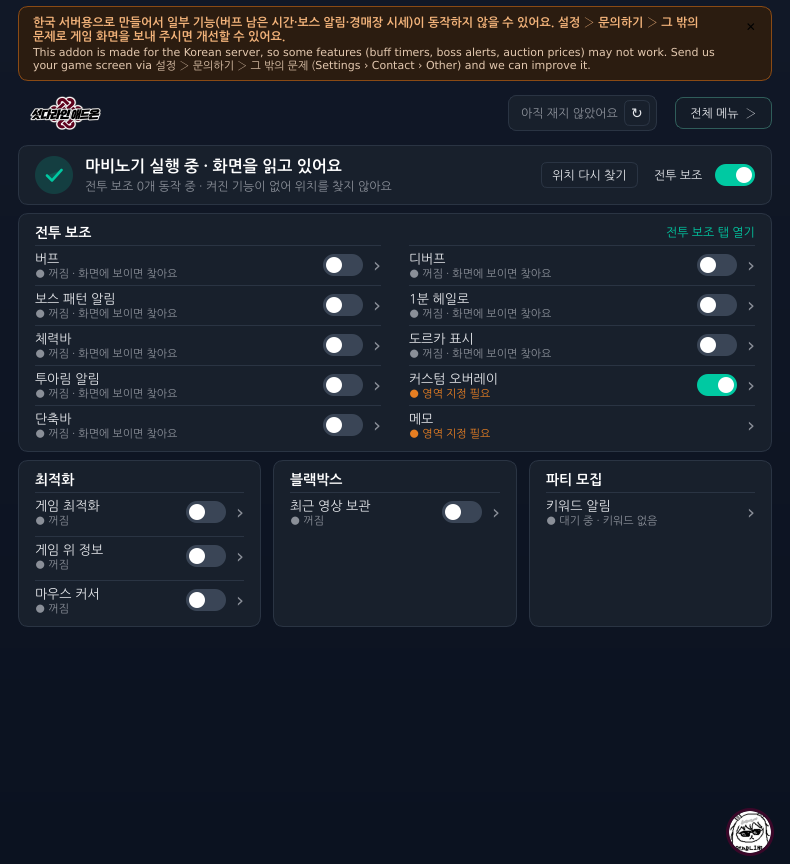 한국 서버용으로 만들어서 일부 기능(버프 남은 시간·보스 알림·경매장 시세)이 동작하지 않을 수 있어요. 설정 > 문의하기 > 그 밖의
문제로 게임 화면을 보내 주시면 개선할 수 있어요.
This addon is made for the Korean server, so some features (buff timers, boss alerts, auction prices) may not work. Send us
your game screen via 설정 > 문의하기 > 그 밖의 문제 (Settings › Contact › Other) and we can improve it.
아직 재지 않았어요
전체 메뉴 >
마비노기 실행 중 · 화면을 읽고 있어요
전투 보조 0개 동작 중 · 커진 기능이 없어 위치를 찾지 않아요
위치 다시 찾기
전투 보조
전투 보조
전투 보조 탭 열기
버프
꺼짐 · 화면에 보이면 찾아요
디버프
꺼짐 · 화면에 보이면 찾아요
보스 패턴 알림
꺼짐 · 화면에 보이면 찾아요
1분 헤일로
꺼짐 · 화면에 보이면 찾아요
체력바
꺼짐 · 화면에 보이면 찾아요
도르카 표시
꺼짐 · 화면에 보이면 찾아요
투아림 알림
꺼짐 · 화면에 보이면 찾아요
커스텀 오버레이
영역 지정 필요
단축바
꺼짐 · 화면에 보이면 찾아요
메모
영역 지정 필요
최적화
게임 최적화
꺼짐
게임 위 정보
꺼짐
마우스 커서
꺼짐
블랙박스
최근 영상 보관
꺼짐
파티 모집
키워드 알림
대기 중 · 키워드 없음